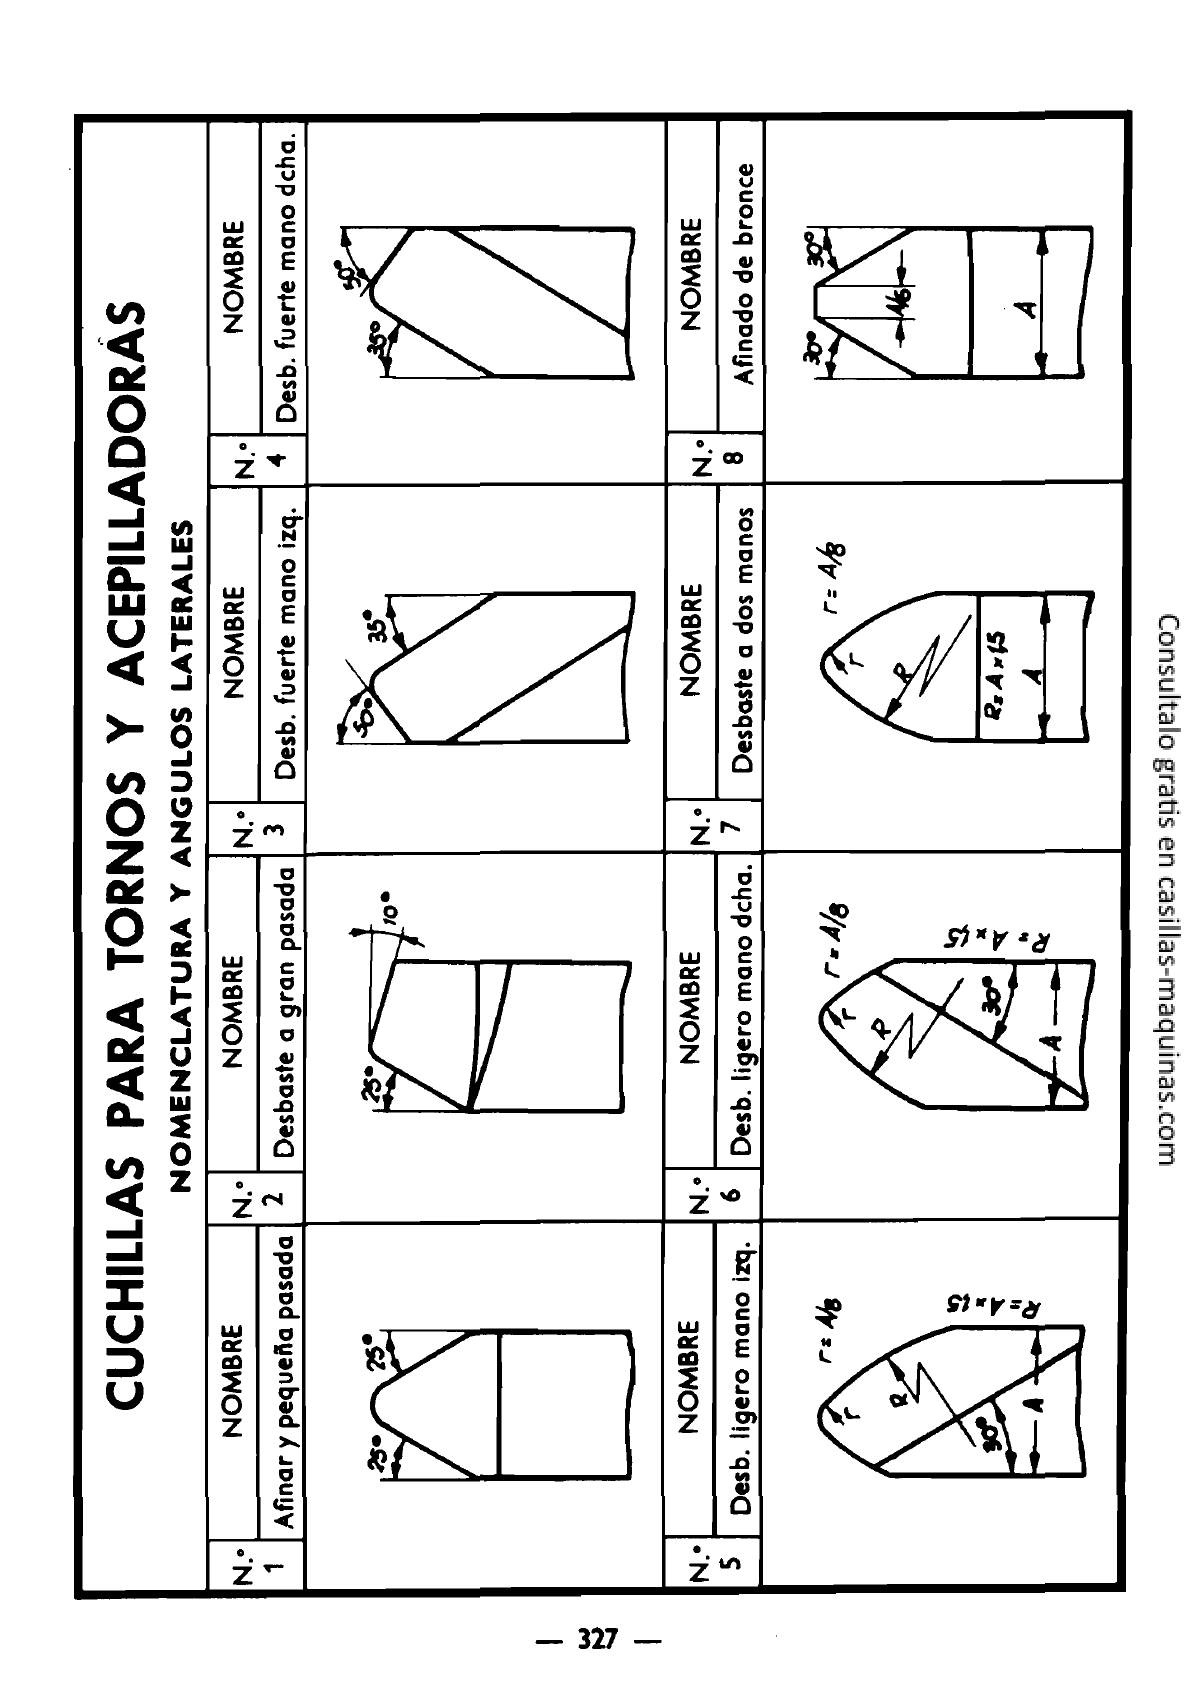 CUCHILLAS PARA TORNOS Y ACEPILLADORAS
NOMENCLATURA Y ANGULOS LATERALES
N.° 1
NOMBRE
Afinar y pequeña pasada
25°
25°
N.° 2
NOMBRE
Desbaste a gran pasada
25°
10°
N.° 3
NOMBRE
Desb. fuerte mano izq.
50°
35°
N.° 4
NOMBRE
Desb. fuerte mano dcha.
35°
50°
N.° 5
NOMBRE
Desb. ligero mano izq.
r = A/8
r
R
30°
A
R = A × 1,5
N.° 6
NOMBRE
Desb. ligero mano dcha.
r = A/8
r
R
30°
A
R = A × 1,5
N.° 7
NOMBRE
Desbaste a dos manos
r = A/8
r
R
R = A × 1,5
A
N.° 8
NOMBRE
Afinado de bronce
30°
30°
A/6
A
— 327 —
Consultalo gratis en casillas-maquinas.com